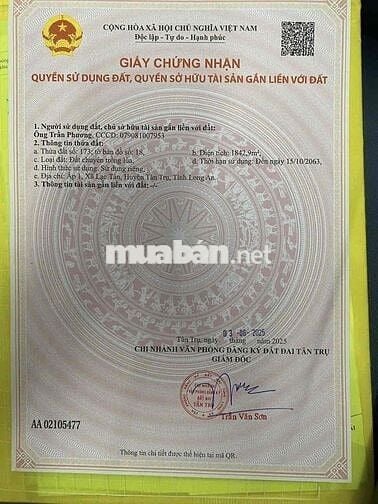 CỘNG HÒA XÃ HỘI CHỦ NGHĨA VIỆT NAM
Độc lập - Tự do - Hạnh phúc
GIẤY CHỨNG NHẬN
QUYỀN SỬ DỤNG ĐẤT, QUYỀN SỞ HỮU TÀI SẢN GẮN LIỀN VỚI ĐẤT
1. Người sử dụng đất, chủ sở hữu tài sản gắn liền với đất:
Ông Trần Phương, CCCD: 079081007953
2. Thông tin thửa đất:
a. Thửa đất số: 173; tờ bản đồ số: 18, b. Diện tích: 1842,9m²,
c. Loại đất: Đất chuyên trồng lúa, d. Thời hạn sử dụng: Đến ngày 15/10/2063,
đ. Hình thức sử dụng: Sử dụng riêng,
e. Địa chỉ: Ấp 1, Xã Lạc Tấn, Huyện Tân Trụ, Tỉnh Long An.
3. Thông tin tài sản gắn liền với đất: -/-
muaban.net
03 -06- 2025
Tân Trụ, tháng năm 2025
CHI NHÁNH VĂN PHÒNG ĐĂNG KÝ ĐẤT ĐAI TÂN TRỤ
GIÁM ĐỐC
TÂN TRỤ
Trần Văn Sơn
AA 02105477
Thông tin chi tiết được thể hiện tại mã QR.